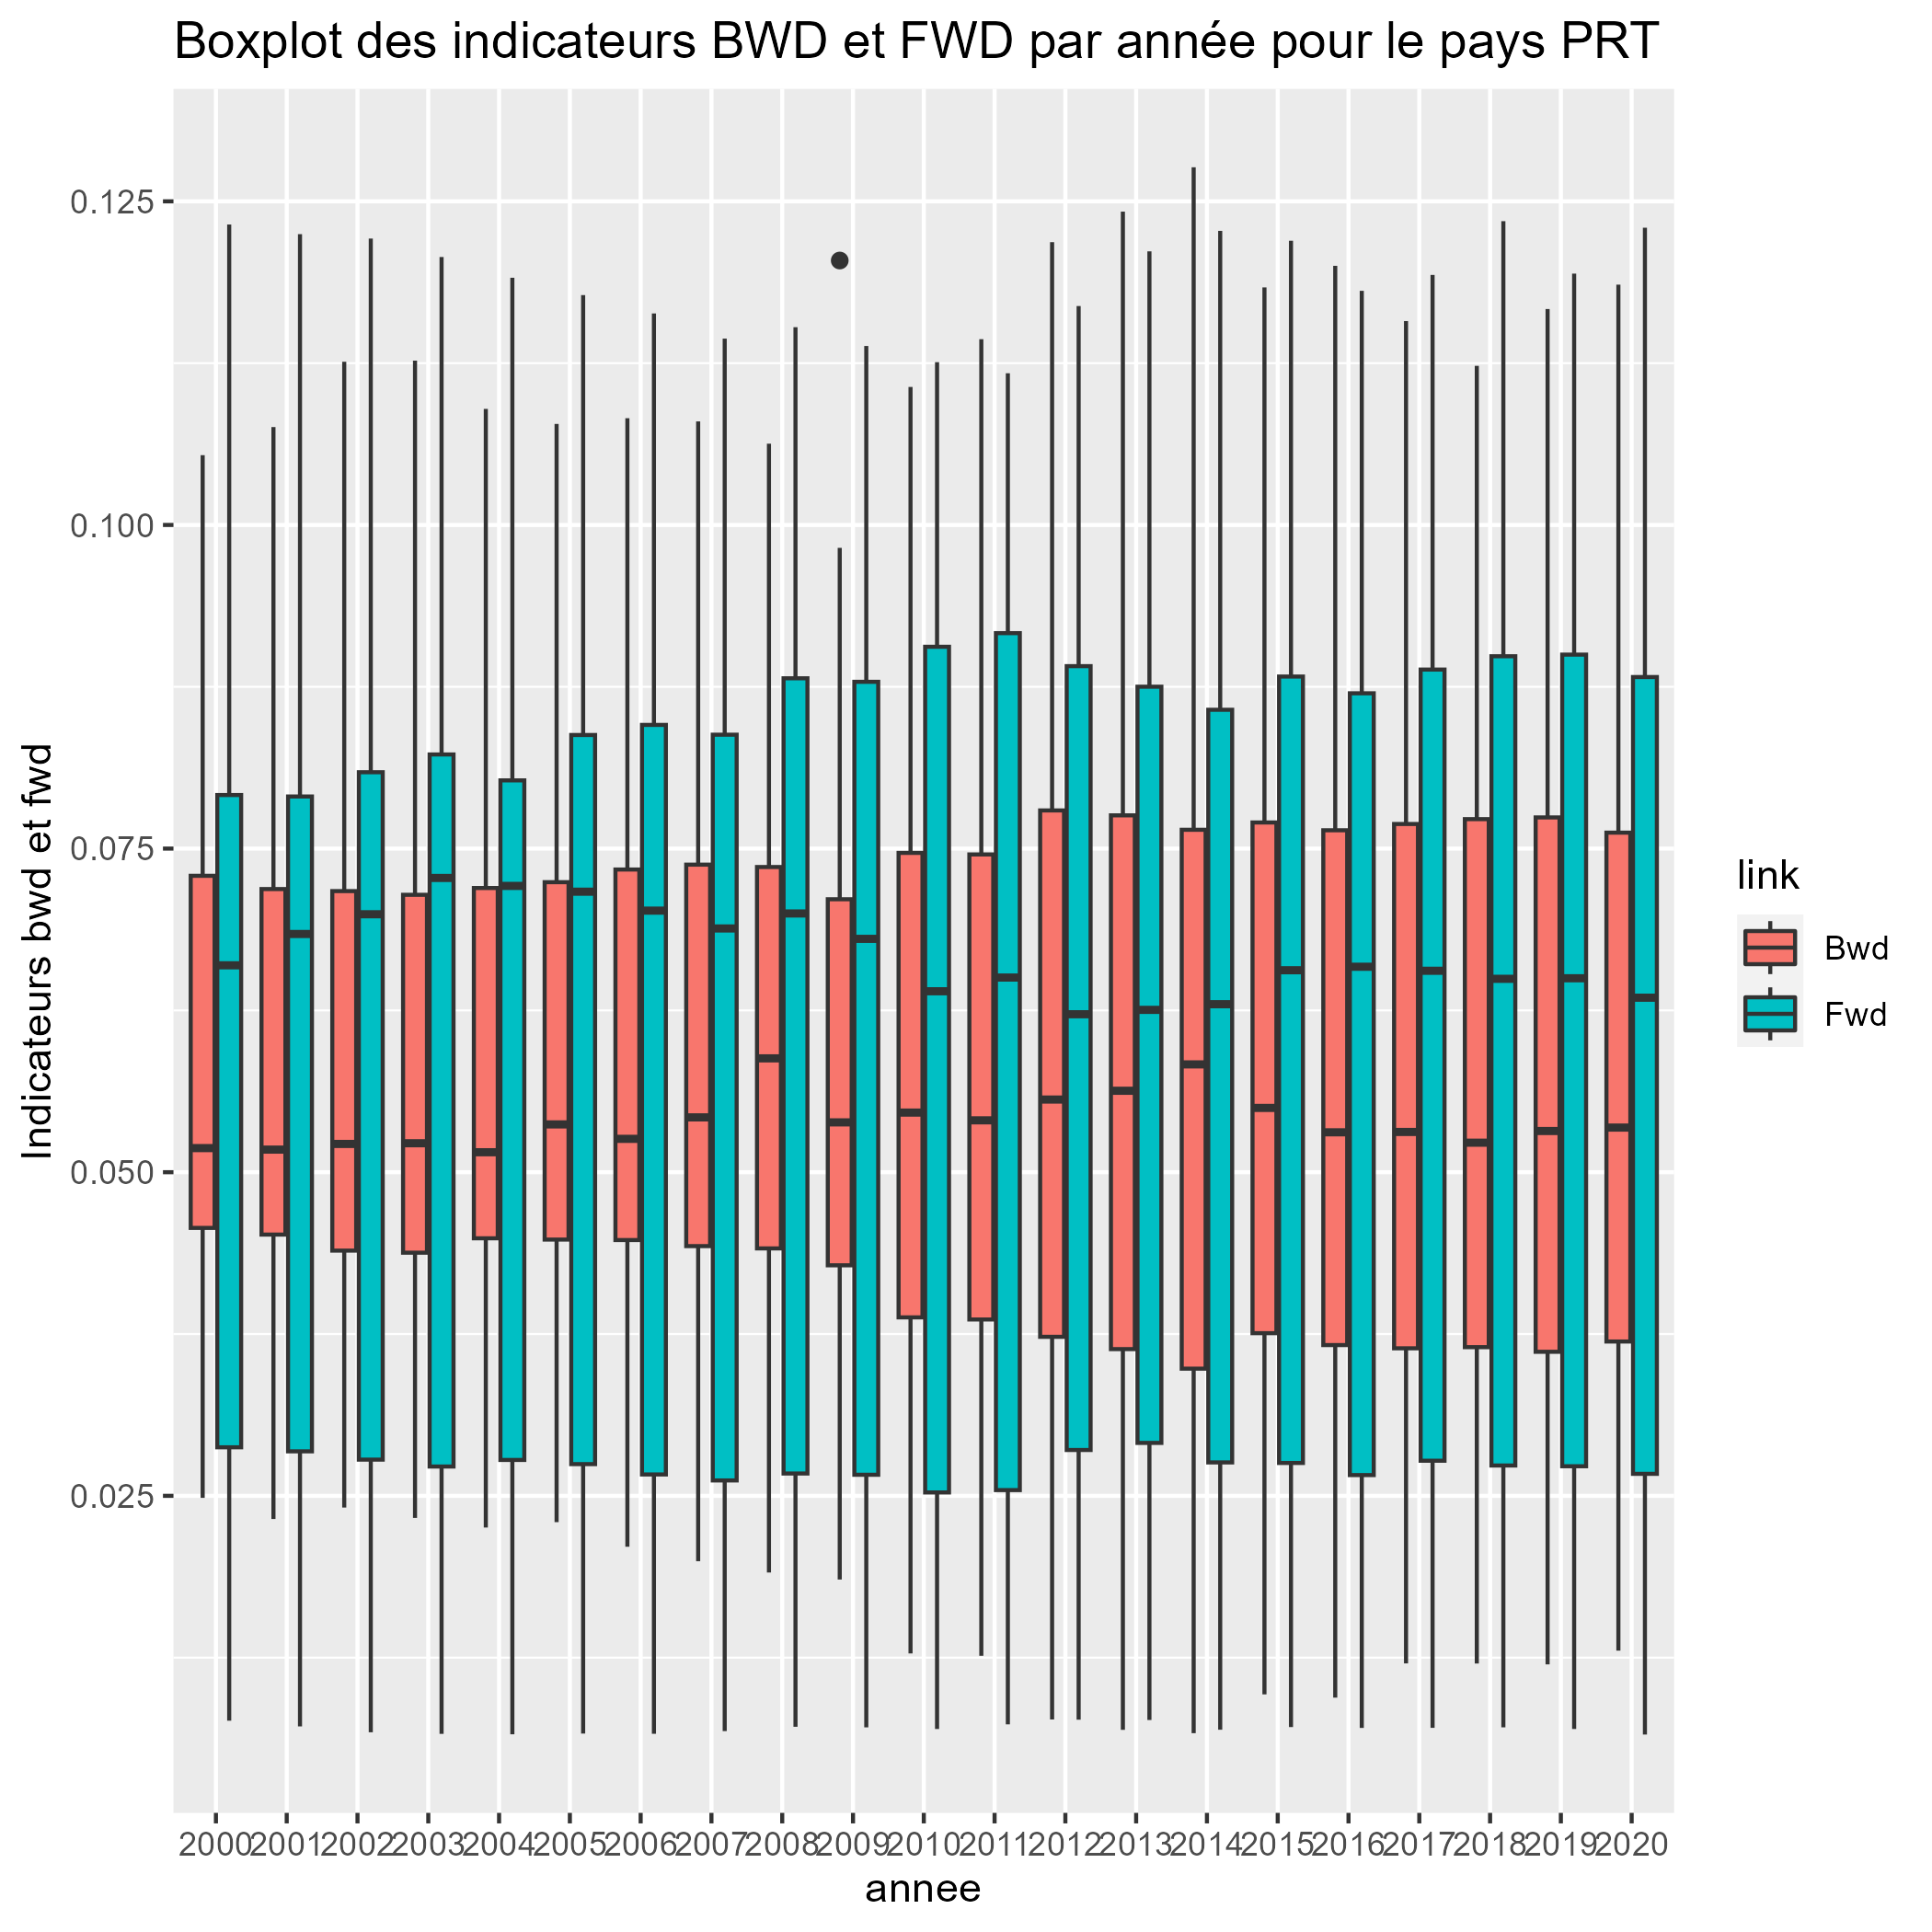 Boxplot des indicateurs BWD et FWD par année pour le pays PRT
Indicateurs bwd et fwd
0.125
0.100
0.075
0.050
0.025
2000 2001 2002 2003 2004 2005 2006 2007 2008 2009 2010 2011 2012 2013 2014 2015 2016 2017 2018 2019 2020
annee
link
Bwd
Fwd